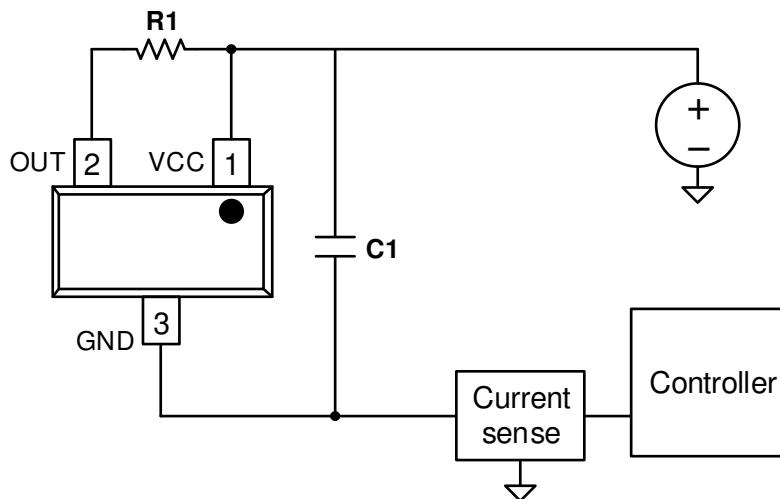 R1
OUT
2
VCC
1
+
−
C1
3
GND
Current
sense
Controller